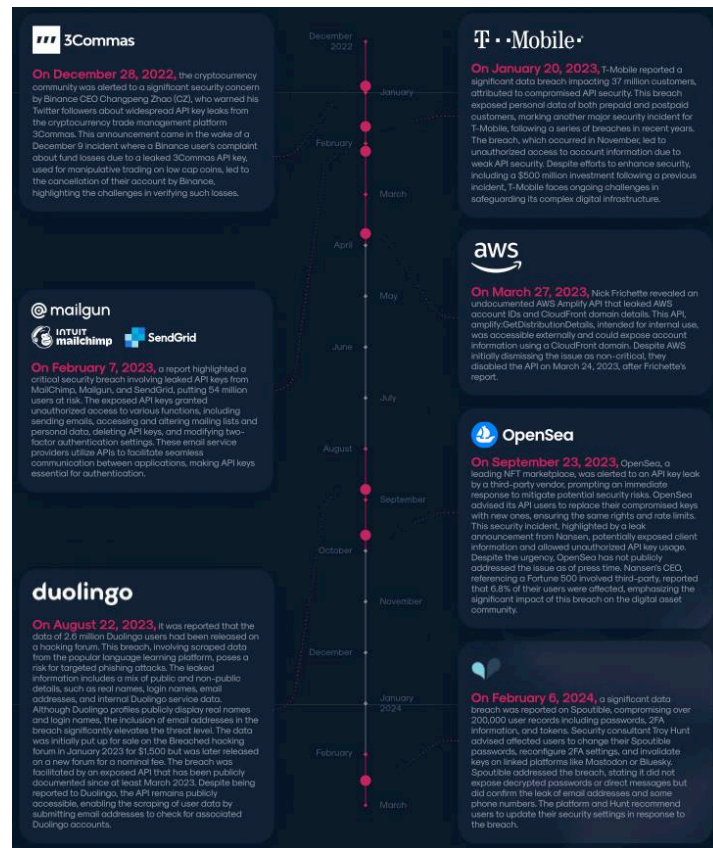 3Commas
On December 28, 2022, the cryptocurrency
community was alerted to a significant security concern
by Binance CEO Changpeng Zhao (CZ), who warned his
Twitter followers about widespread API key leaks from
the cryptocurrency trade management platform
3Commas. This announcement came in the wake of a
December 9 incident where a Binance user's complaint
about fund losses due to a leaked 3Commas API key,
used for manipulative trading on low cap coins, led to
the cancellation of their account by Binance,
highlighting the challenges in verifying such losses.
@ mailgun
INTUIT
mailchimp
SendGrid
On February 7, 2023, a report highlighted a
critical security breach involving leaked API keys from
MailChimp, Mailgun, and SendGrid, putting 54 million
users at risk. The exposed API keys granted
unauthorized access to various functions, including
sending emails, accessing and altering mailing lists and
personal data, deleting API keys, and modifying two-
factor authentication settings. These email service
providers utilize APIs to facilitate seamless
communication between applications, making API keys
essential for authentication.
duolingo
On August 22, 2023, it was reported that the
data of 2.6 million Duolingo users had been released on
a hacking forum. This breach, involving scraped data
from the popular language learning platform, poses a
risk for targeted phishing attacks. The leaked
information includes a mix of public and non-public
details, such as real names, login names, email
addresses, and internal Duolingo service data.
Although Duolingo profiles publicly display real names
and login names, the inclusion of email addresses in the
breach significantly elevates the threat level. The data
was initially put up for sale on the Breached hacking
forum in January 2023 for $1,500 but was later released
on a new forum for a nominal fee. The breach was
facilitated by an exposed API that has been publicly
documented since at least March 2023. Despite being
reported to Duolingo, the API remains publicly
accessible, enabling the scraping of user data by
submitting email addresses to check for associated
Duolingo accounts.
December
2022
January
February
March
April
May
June
July
August
September
October
November
December
January
2024
February
March
T··Mobile·
On January 20, 2023, T-Mobile reported a
significant data breach impacting 37 million customers,
attributed to compromised API security. This breach
exposed personal data of both prepaid and postpaid
customers, marking another major security incident for
T-Mobile, following a series of breaches in recent years.
The breach, which occurred in November, led to
unauthorized access to account information due to
weak API security. Despite efforts to enhance security,
including a $500 million investment following a previous
incident, T-Mobile faces ongoing challenges in
safeguarding its complex digital infrastructure.
aws
On March 27, 2023, Nick Frichette revealed an
undocumented AWS Amplify API that leaked AWS
account IDs and CloudFront domain details. This API,
amplify:GetDistributionDetails, intended for internal use,
was accessible externally and could expose account
information using a CloudFront domain. Despite AWS
initially dismissing the issue as non-critical, they
disabled the API on March 24, 2023, after Frichette's
report.
OpenSea
On September 23, 2023, OpenSea, a
leading NFT marketplace, was alerted to an API key leak
by a third-party vendor, prompting an immediate
response to mitigate potential security risks. OpenSea
advised its API users to replace their compromised keys
with new ones, ensuring the same rights and rate limits.
This security incident, highlighted by a leak
announcement from Nansen, potentially exposed client
information and allowed unauthorized API key usage.
Despite the urgency, OpenSea has not publicly
addressed the issue as of press time. Nansen's CEO,
referencing a Fortune 500 involved third-party, reported
that 6.8% of their users were affected, emphasizing the
significant impact of this breach on the digital asset
community.
On February 6, 2024, a significant data
breach was reported on Spoutible, compromising over
200,000 user records including passwords, 2FA
information, and tokens. Security consultant Troy Hunt
advised affected users to change their Spoutible
passwords, reconfigure 2FA settings, and invalidate
keys on linked platforms like Mastodon or Bluesky.
Spoutible addressed the breach, stating it did not
expose decrypted passwords or direct messages but
did confirm the leak of email addresses and some
phone numbers. The platform and Hunt recommend
users to update their security settings in response to
the breach.